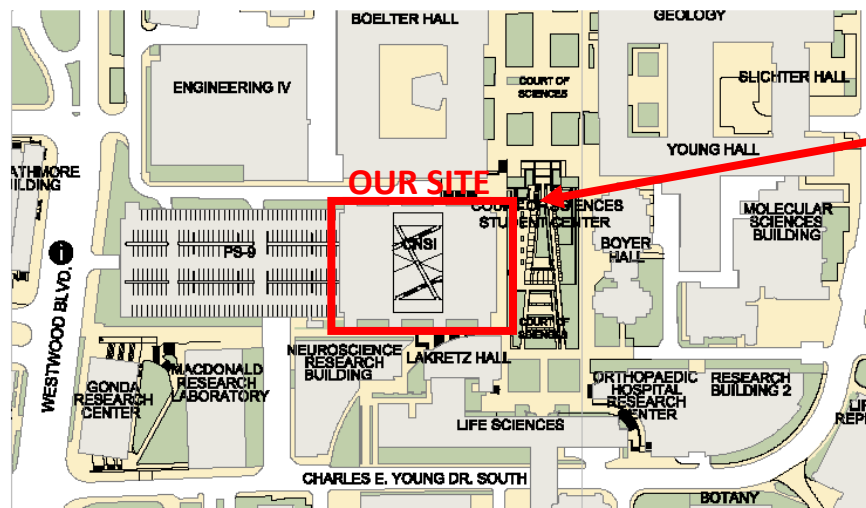 BOELTER HALL
GEOLOGY
ENGINEERING IV
COURT OF
SCIENCES
SLICHTER HALL
YOUNG HALL
OUR SITE
STUDENT CENTER
CNSI
PS-9
BOYER
HALL
MOLECULAR
SCIENCES
BUILDING
i
WESTWOOD BLVD.
COURT OF
SCIENCES
NEUROSCIENCE
RESEARCH
BUILDING
LAKRETZ HALL
MACDONALD
RESEARCH
LABORATORY
GONDA
RESEARCH
CENTER
ORTHOPAEDIC
HOSPITAL
RESEARCH
CENTER
RESEARCH
BUILDING 2
LIFE SCIENCES
CHARLES E. YOUNG DR. SOUTH
BOTANY